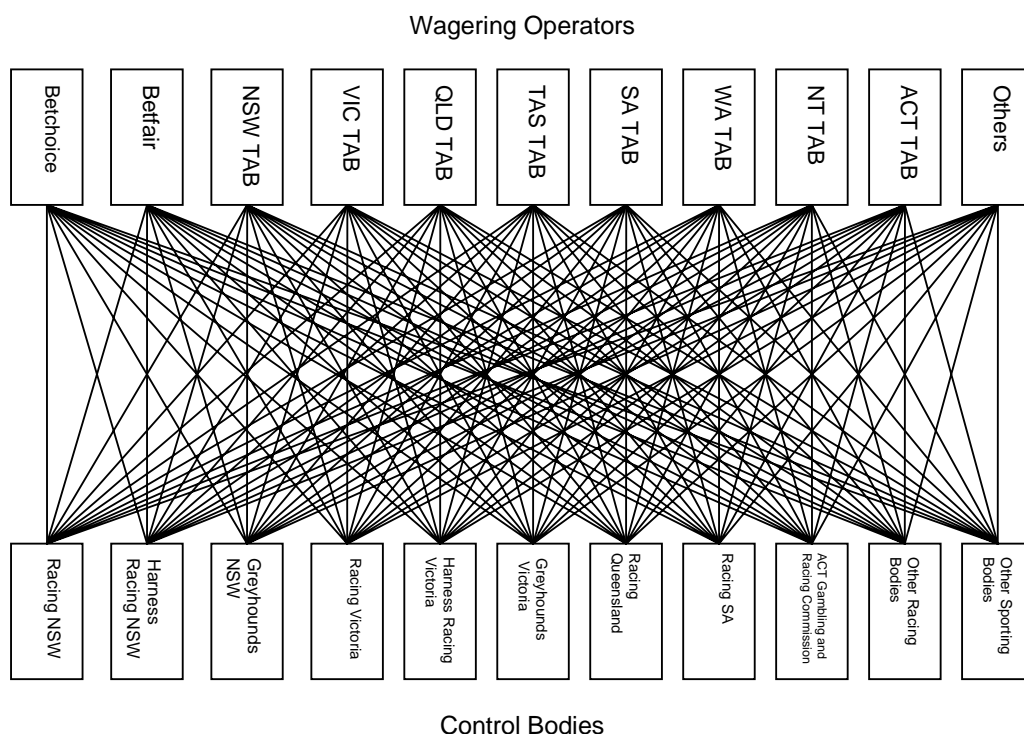 Wagering Operators
Betchoice
Betfair
NSW TAB
VIC TAB
QLD TAB
TAS TAB
SA TAB
WA TAB
NT TAB
ACT TAB
Others
Racing NSW
Harness
Racing NSW
Greyhounds
NSW
Racing Victoria
Harness Racing
Victoria
Greyhounds
Victoria
Racing
Queensland
Racing SA
ACT Gambling and
Racing Commission
Other Racing
Bodies
Other Sporting
Bodies
Control Bodies